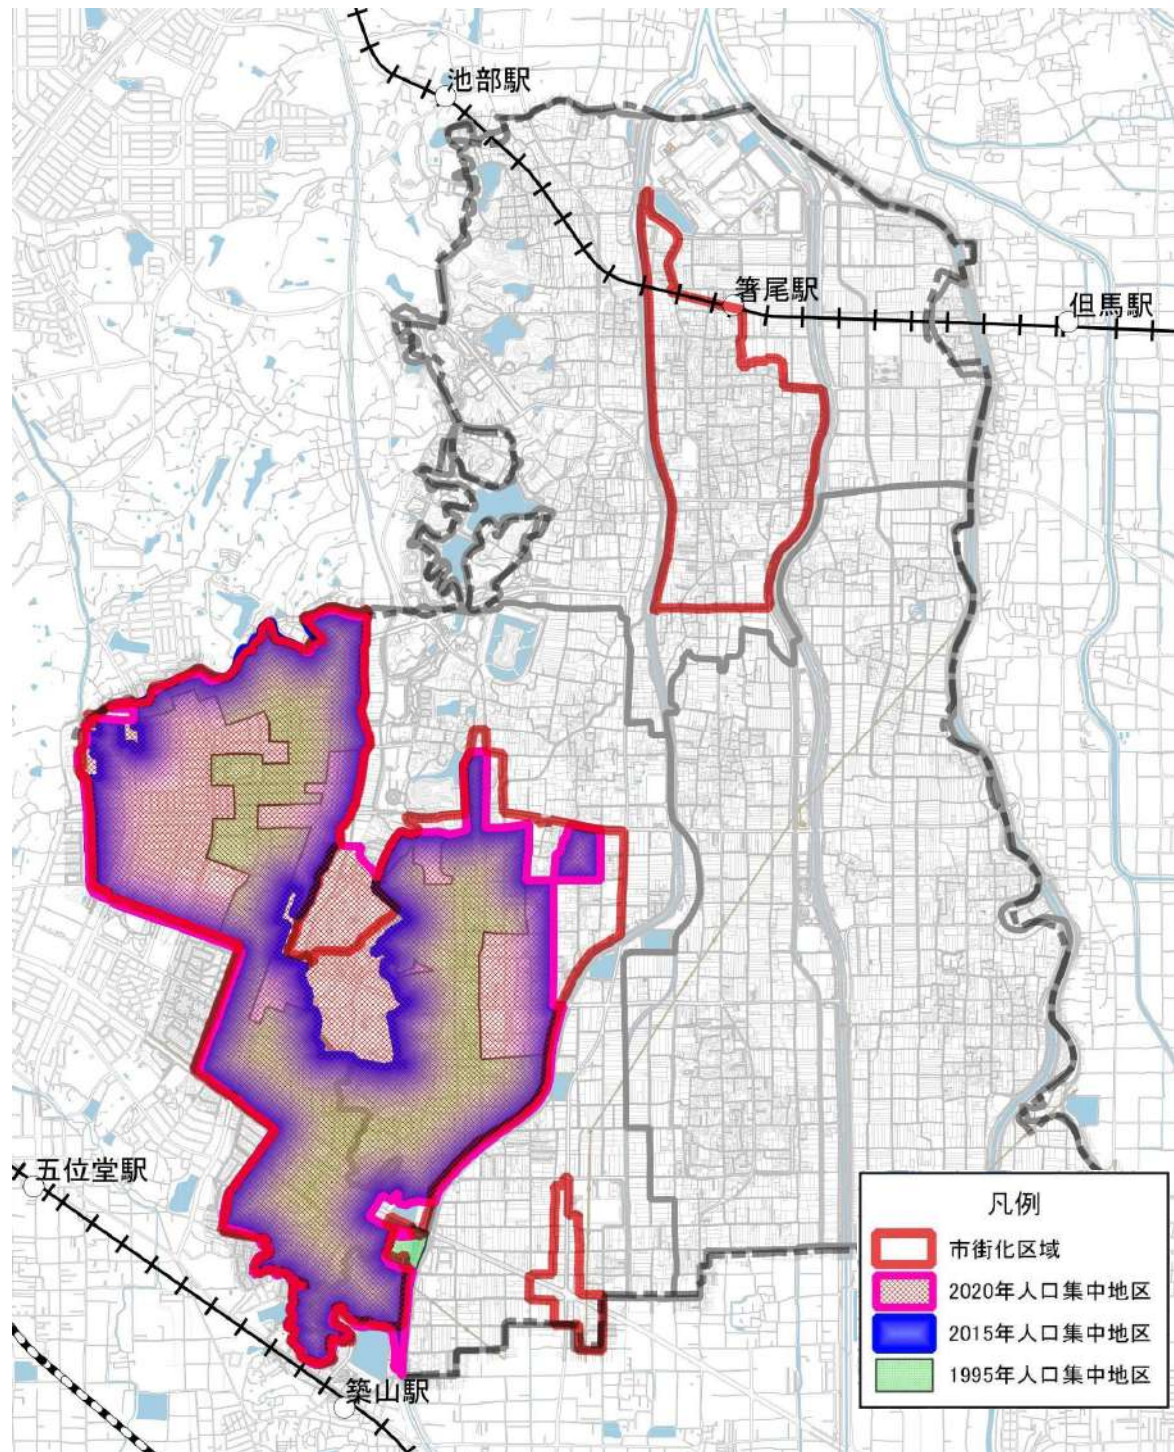 池部駅
箸尾駅
但馬駅
五位堂駅
築山駅
凡例
市街化区域
2020年人口集中地区
2015年人口集中地区
1995年人口集中地区